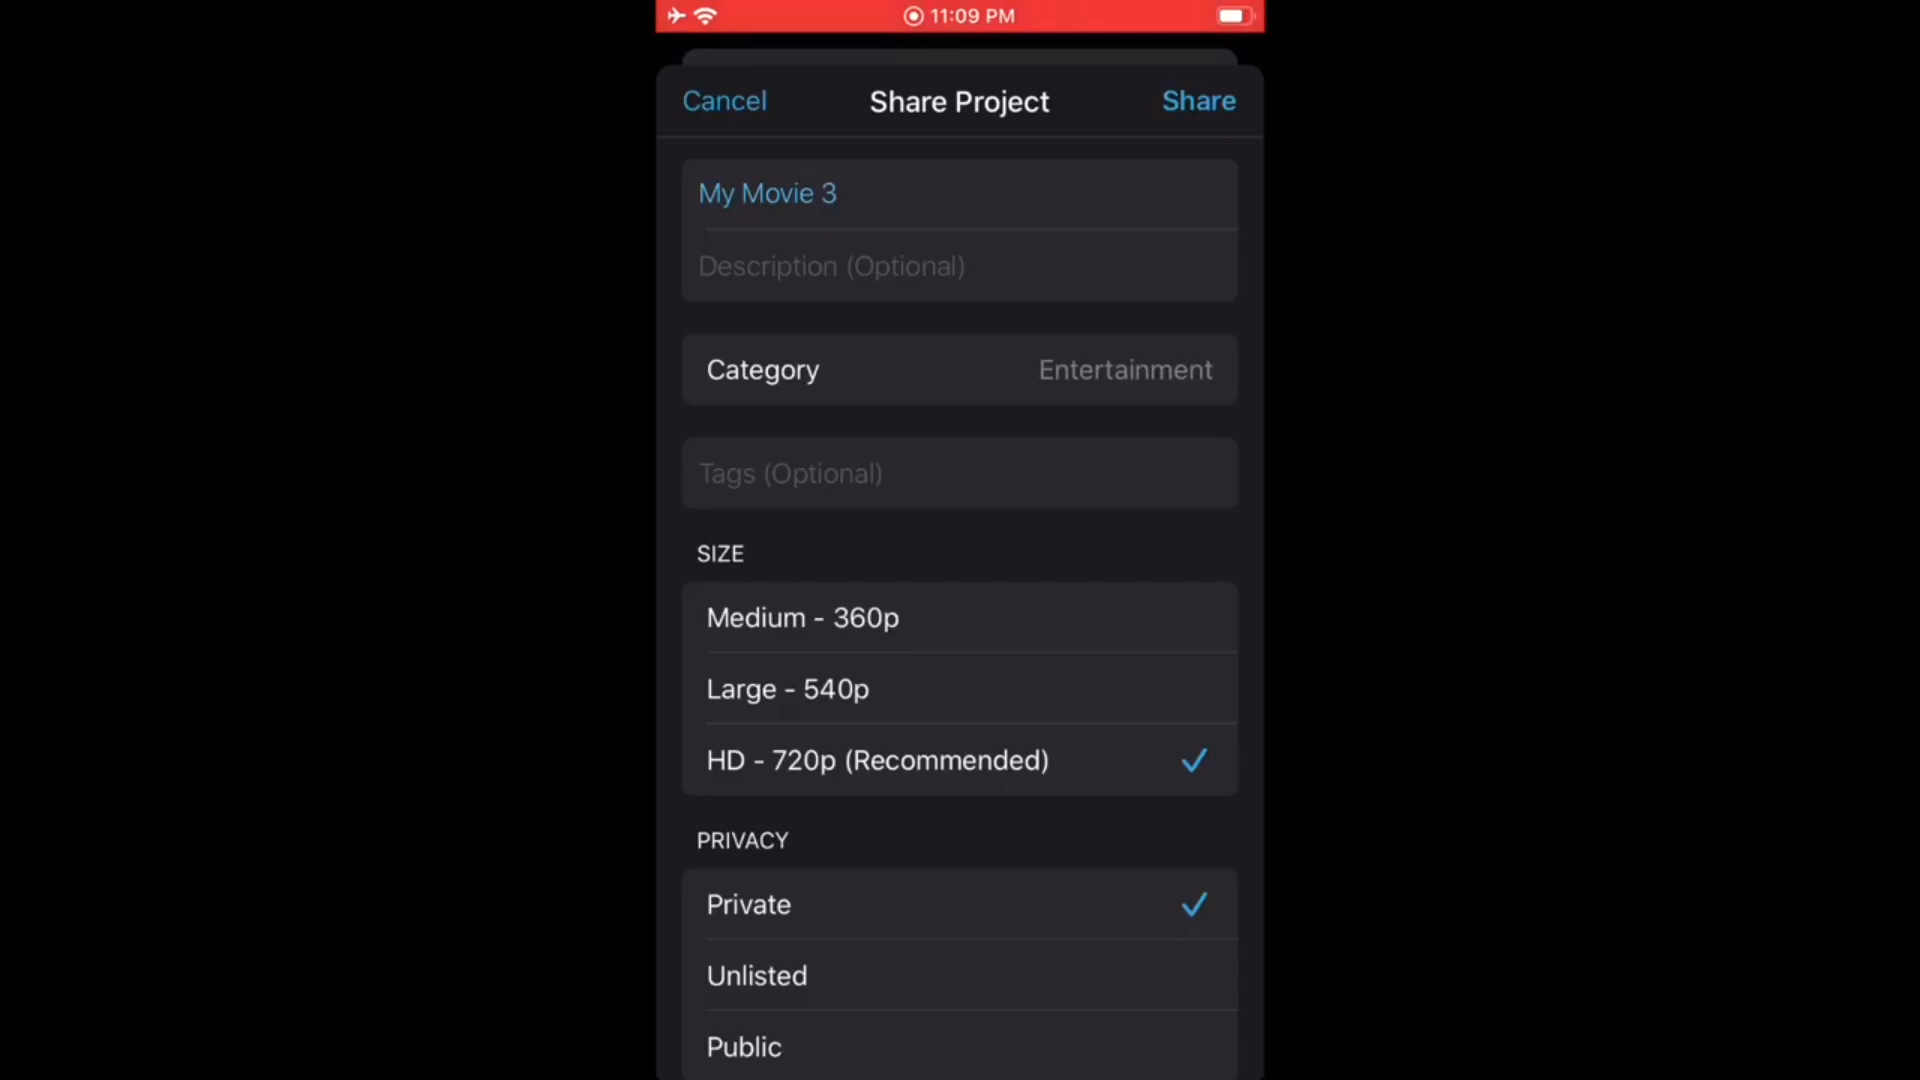 11:09 PM
Cancel
Share Project
Share
My Movie 3
Description (Optional)
Category
Entertainment
Tags (Optional)
SIZE
Medium - 360p
Large - 540p
HD - 720p (Recommended)
PRIVACY
Private
Unlisted
Public